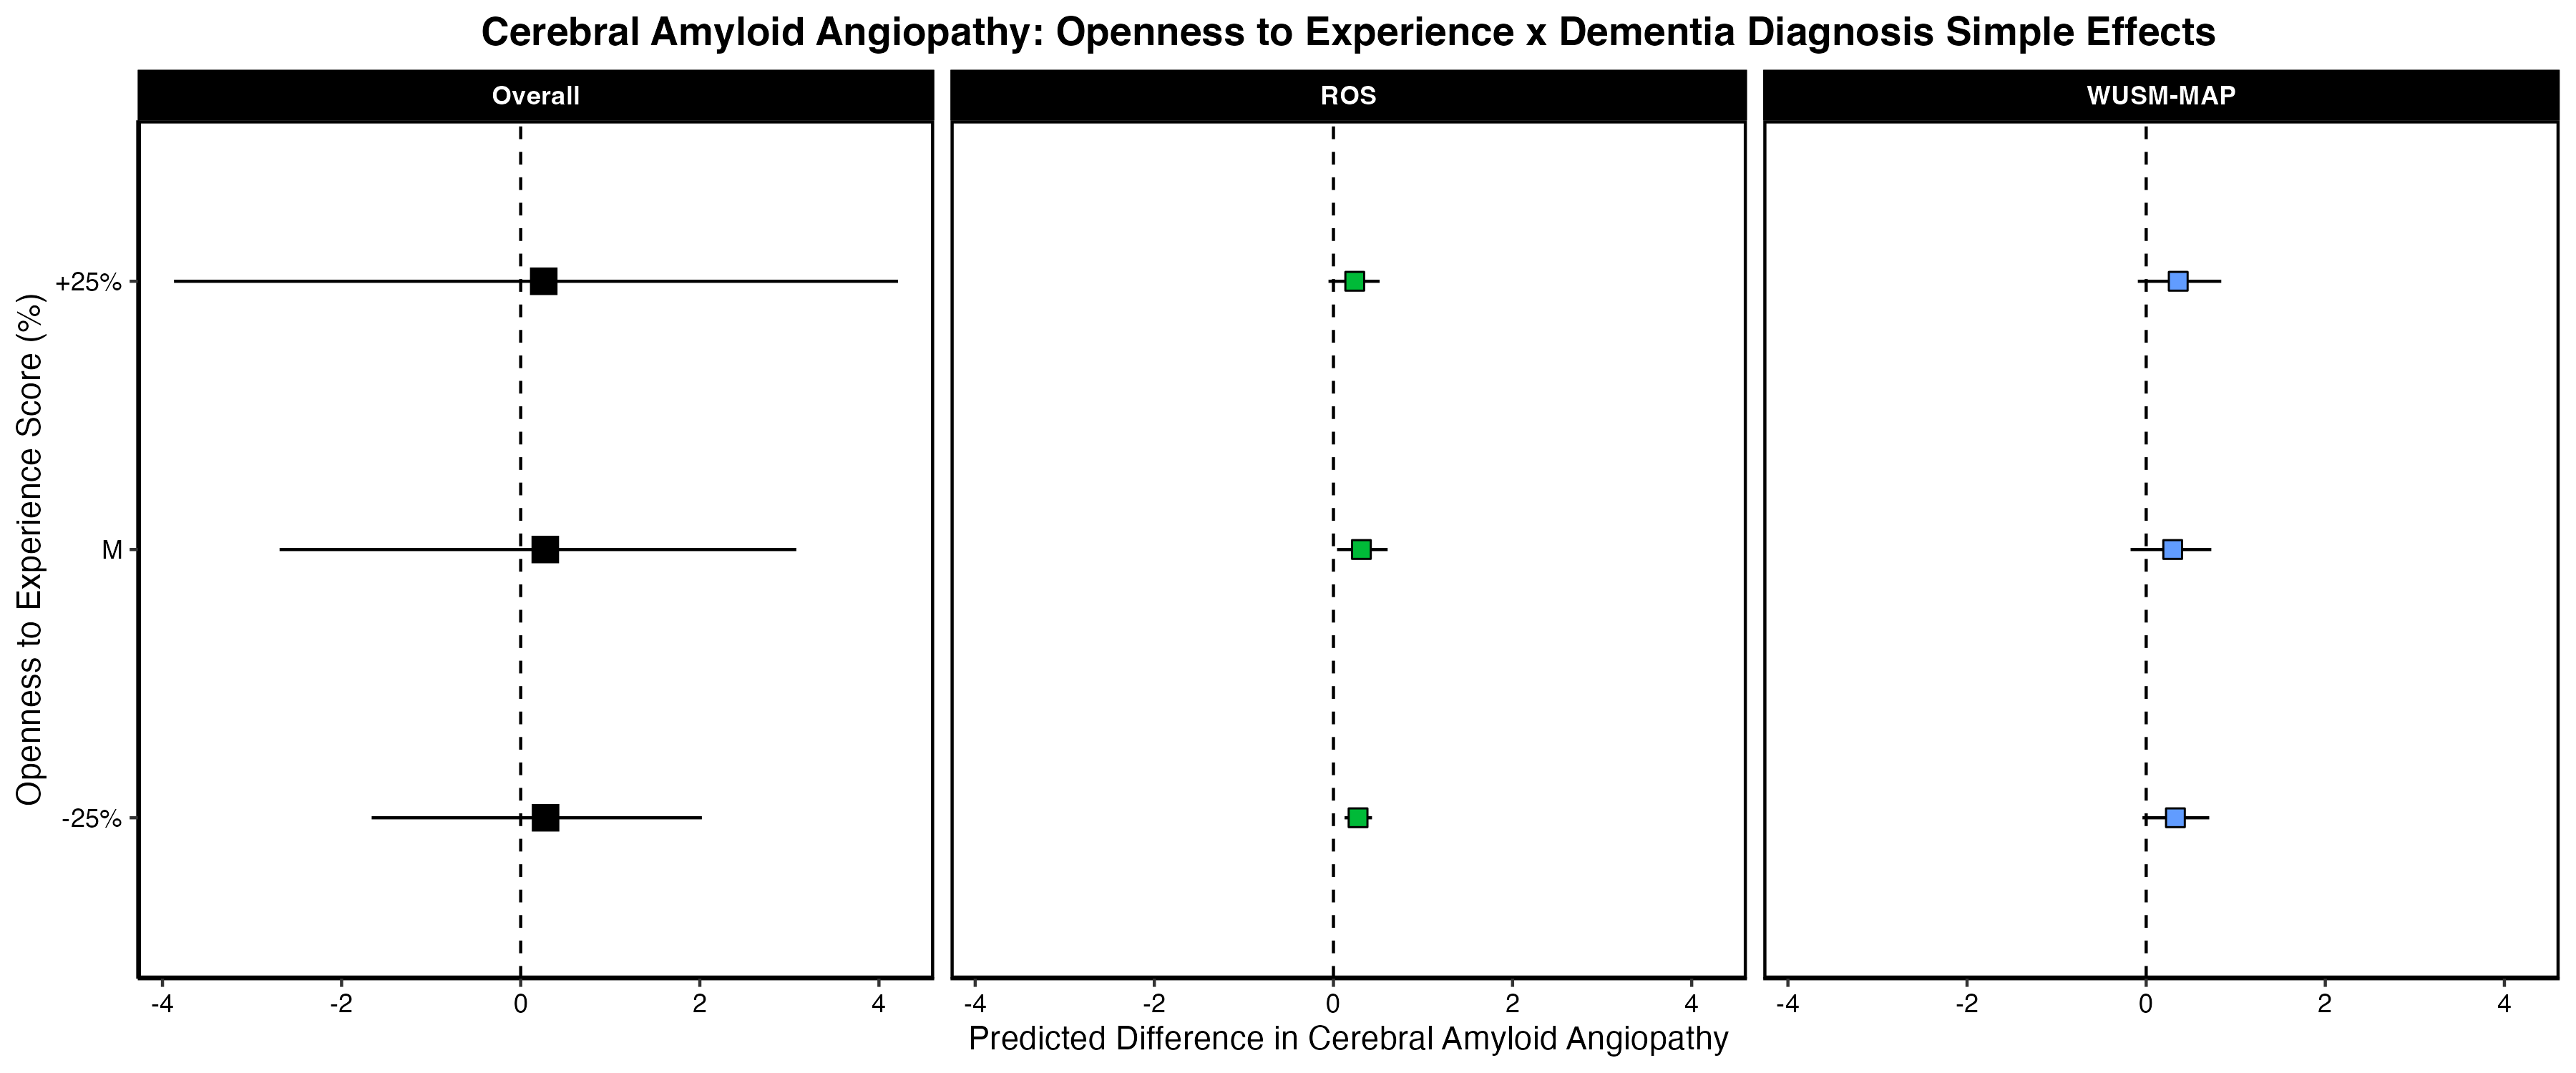 Cerebral Amyloid Angiopathy: Openness to Experience x Dementia Diagnosis Simple Effects
Overall
ROS
WUSM-MAP
Openness to Experience Score (%)
+25%
M
-25%
-4 -2 0 2 4
-4 -2 0 2 4
-4 -2 0 2 4
Predicted Difference in Cerebral Amyloid Angiopathy